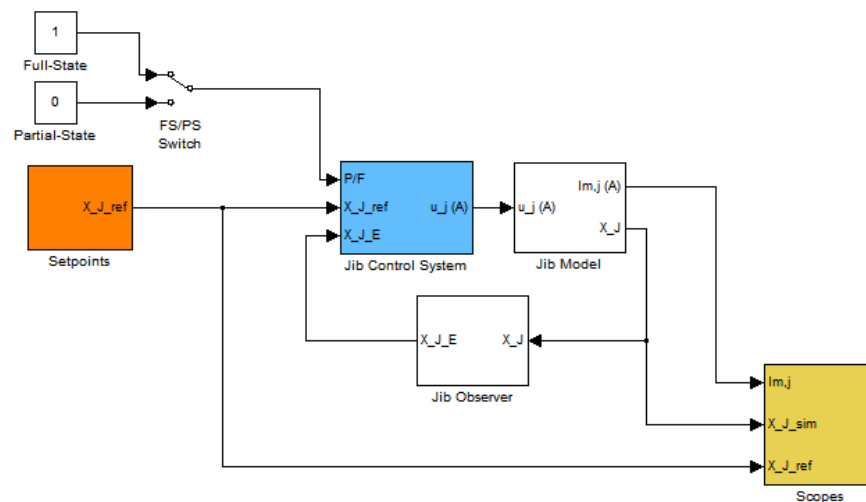 1
Full-State
0
Partial-State
FS/PS
Switch
X_J_ref
Setpoints
P/F
X_J_ref
X_J_E
u_j (A)
Jib Control System
u_j (A)
Im,j (A)
X_J
Jib Model
X_J_E
X_J
Jib Observer
Im,j
X_J_sim
X_J_ref
Scopes